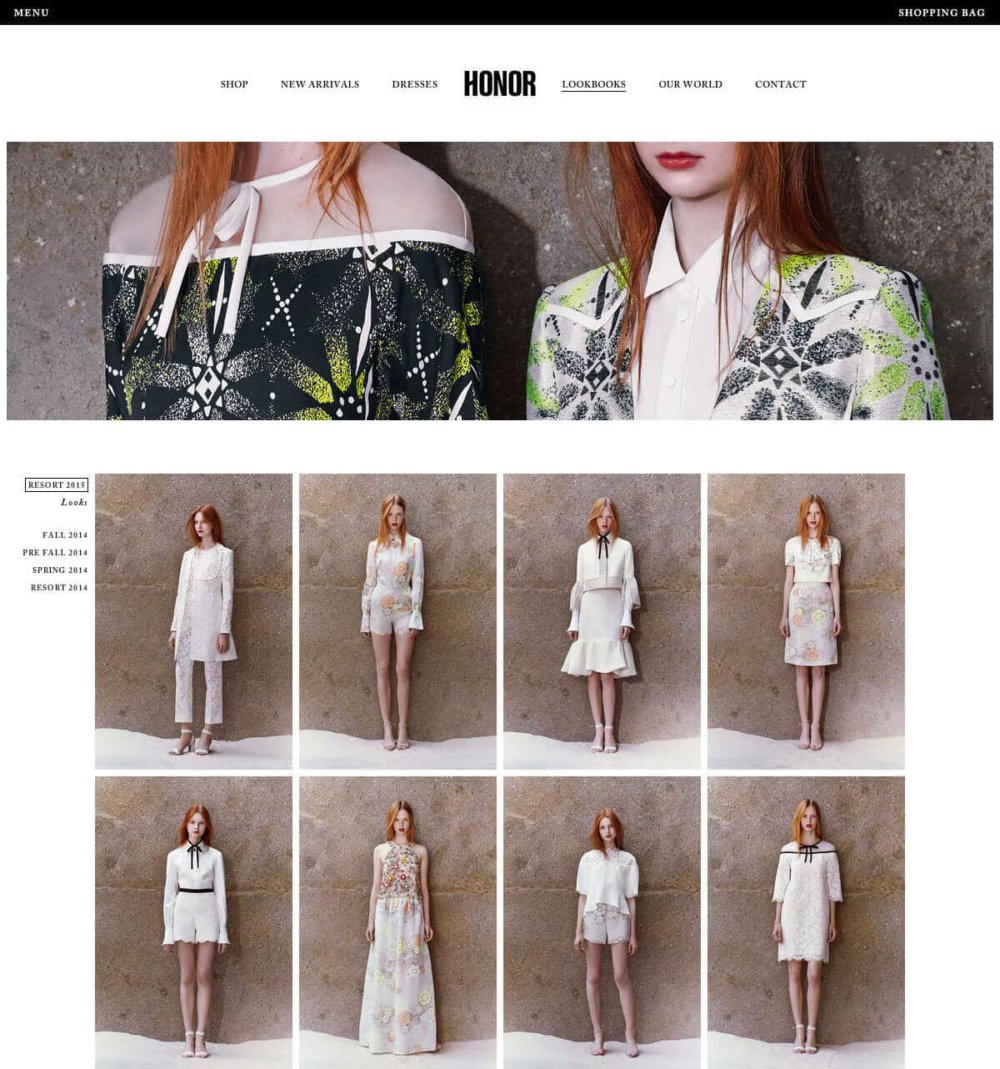 MENU
SHOPPING BAG
SHOP NEW ARRIVALS DRESSES HONOR LOOKBOOKS OUR WORLD CONTACT
RESORT 2015
Looks
FALL 2014
PRE FALL 2014
SPRING 2014
RESORT 2014